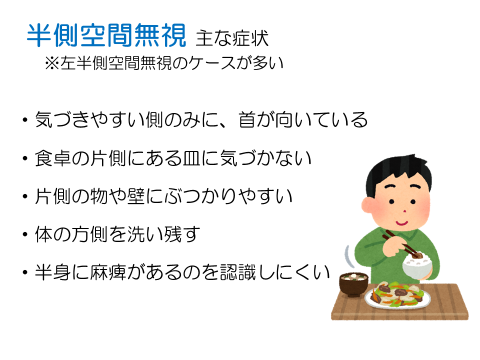 半側空間無視 主な症状
※左半側空間無視のケースが多い
・気づきやすい側のみに、首が向いている
・食卓の片側にある皿に気づかない
・片側の物や壁にぶつかりやすい
・体の方側を洗い残す
・半身に麻痺があるのを認識しにくい